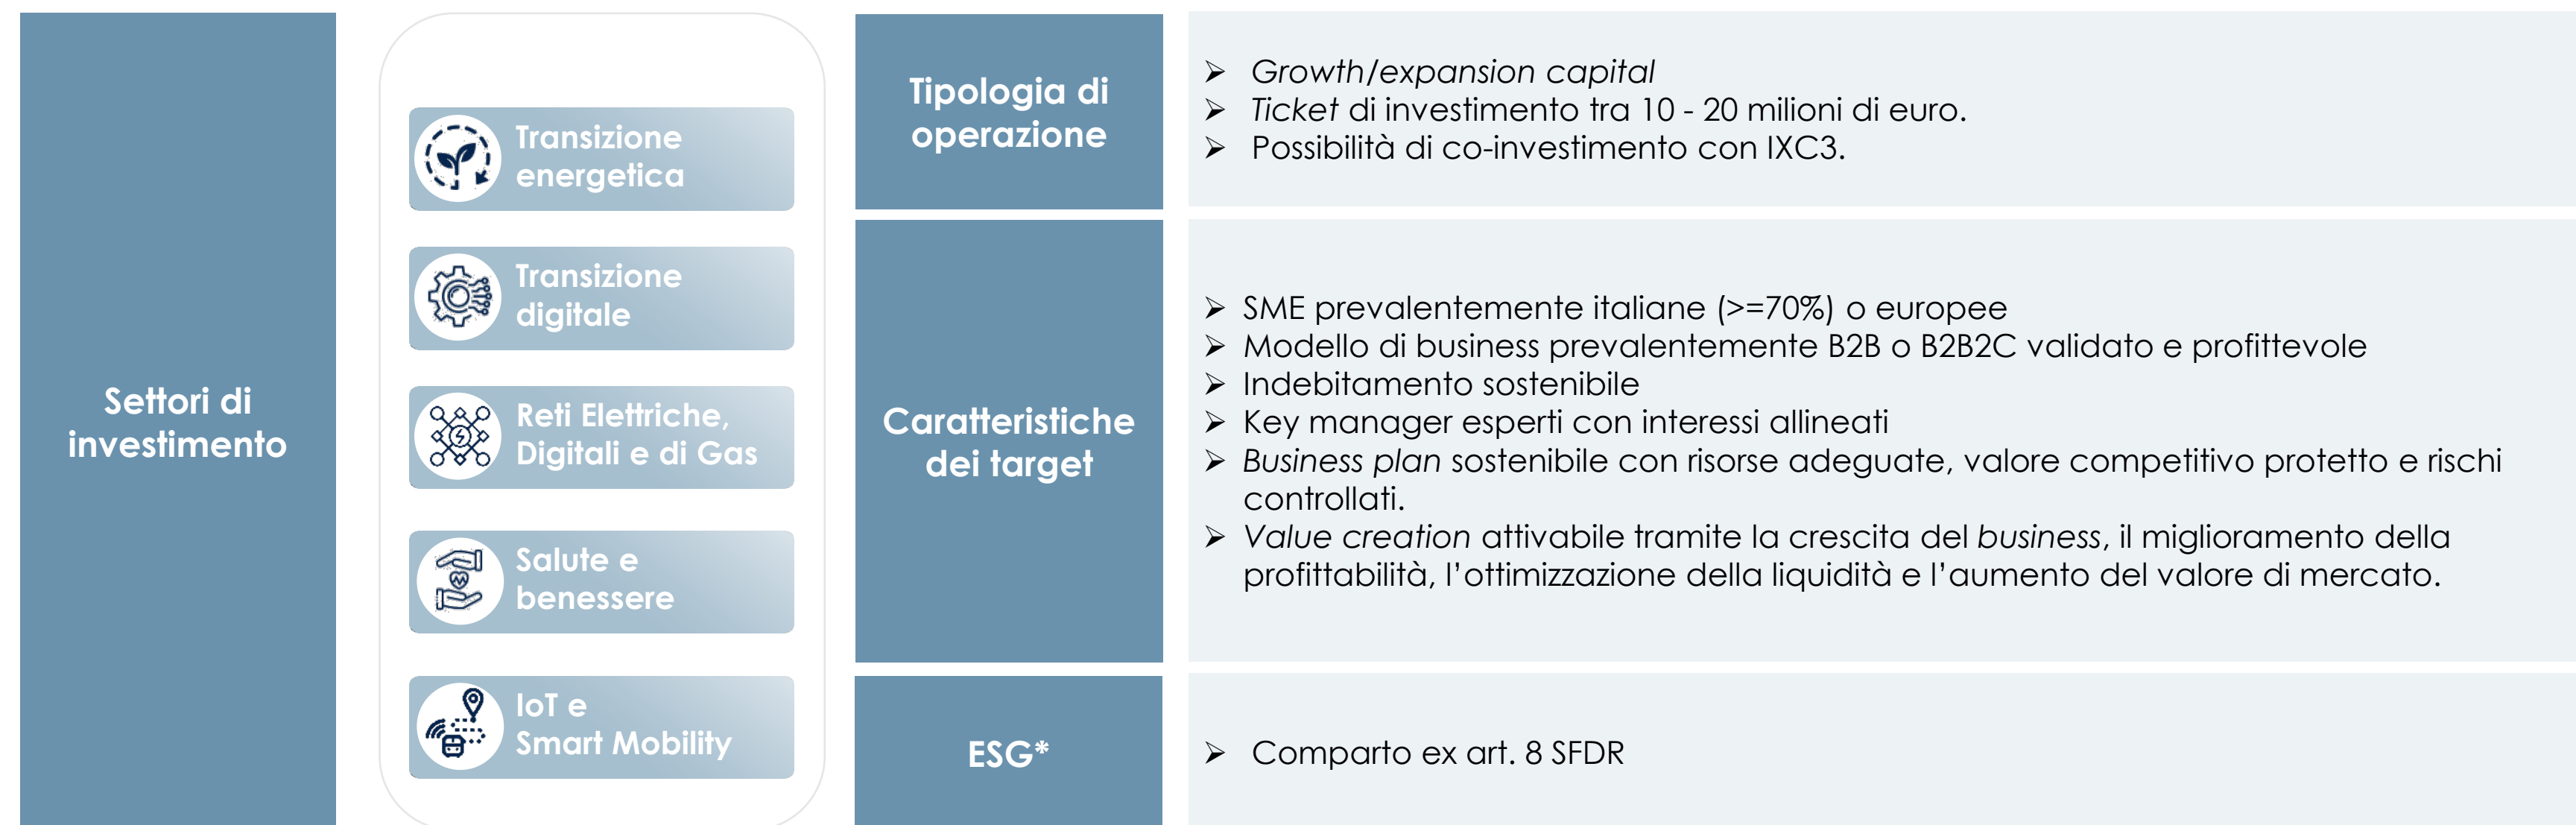 Settori di
investimento
Transizione
energetica
Transizione
digitale
Reti Elettriche,
Digitali e di Gas
Salute e
benessere
IoT e
Smart Mobility
Tipologia di
operazione
➢ Growth/expansion capital
➢ Ticket di investimento tra 10 - 20 milioni di euro.
➢ Possibilità di co-investimento con IXC3.
Caratteristiche
dei target
➢ SME prevalentemente italiane (>=70%) o europee
➢ Modello di business prevalentemente B2B o B2B2C validato e profittevole
➢ Indebitamento sostenibile
➢ Key manager esperti con interessi allineati
➢ Business plan sostenibile con risorse adeguate, valore competitivo protetto e rischi
controllati.
➢ Value creation attivabile tramite la crescita del business, il miglioramento della
profittabilità, l’ottimizzazione della liquidità e l’aumento del valore di mercato.
ESG*
➢ Comparto ex art. 8 SFDR